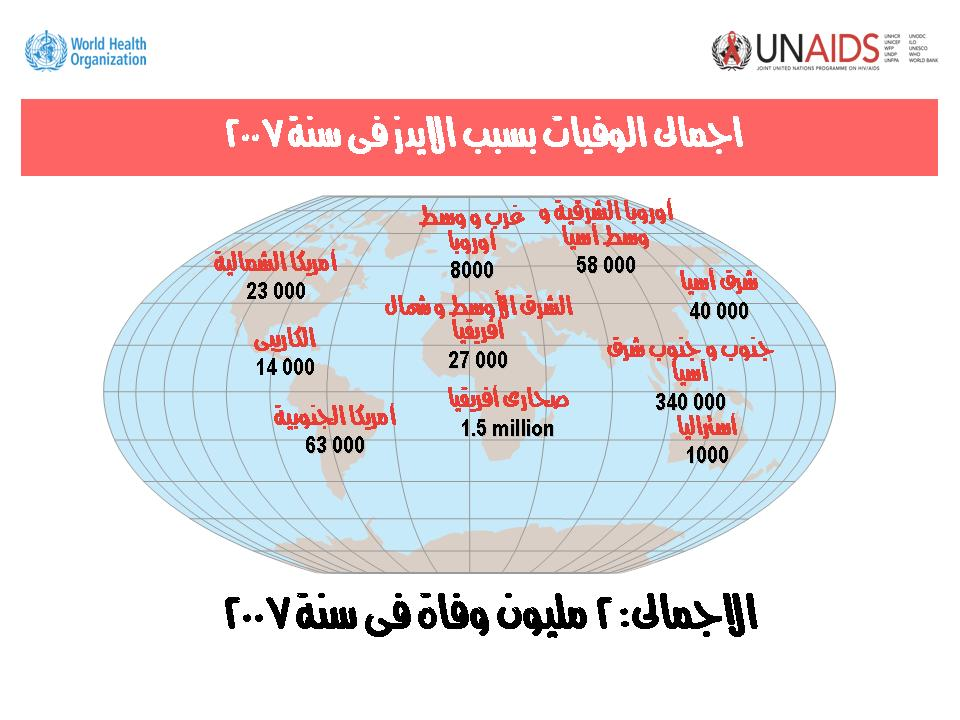 World Health
Organization
UNAIDS
JOINT UNITED NATIONS PROGRAMME ON HIV/AIDS
UNHCR
UNICEF
WFP
UNDP
UNFPA
UNODC
ILO
UNESCO
WHO
WORLD BANK
اجمالى الوفيات بسبب الايدز فى سنة ٢٠٠٧
أوروبا الشرقية و
وسط أسيا
58 000
غرب و وسط
أوروبا
8000
أمريكا الشمالية
23 000
شرق أسيا
40 000
الشرق الأوسط و شمال
أفريقيا
27 000
الكاريبى
14 000
جنوب و جنوب شرق
أسيا
340 000
صحارى أفريقيا
1.5 million
أمريكا الجنوبية
63 000
أستراليا
1000
الاجمالى: ٢ مليون وفاة فى سنة ٢٠٠٧